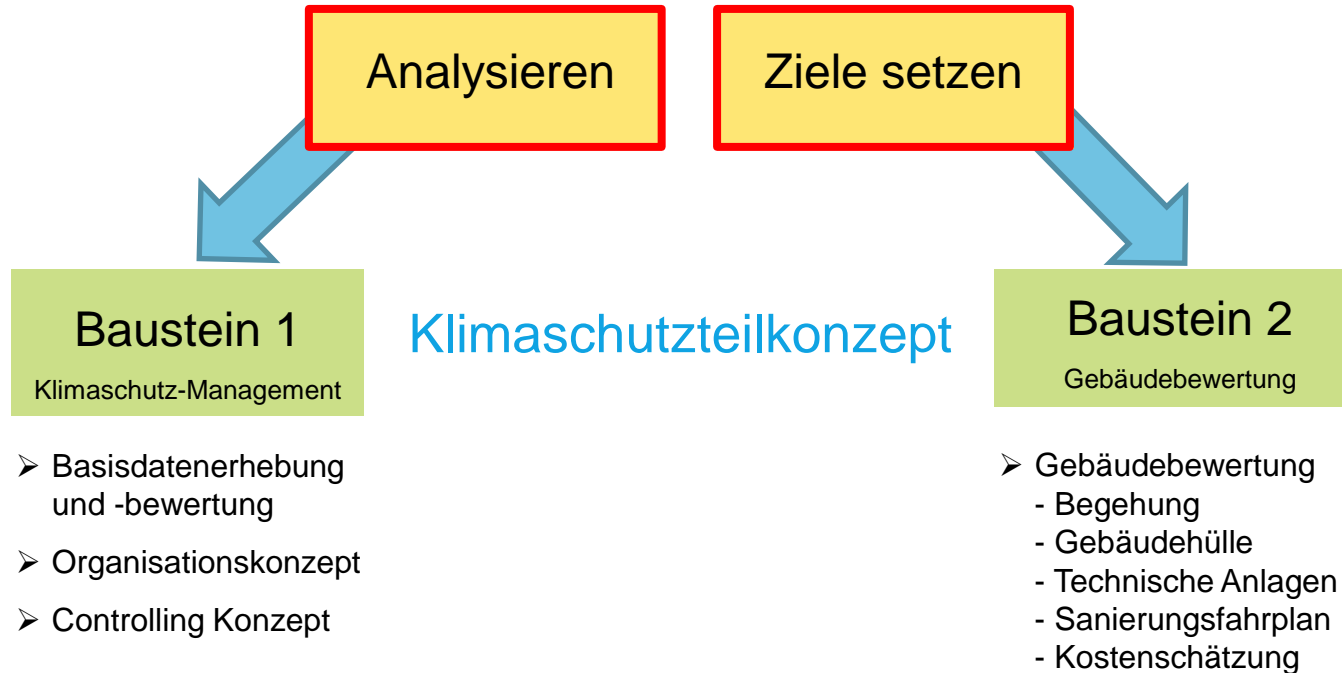 Analysieren
Ziele setzen
Baustein 1
Klimaschutz-Management
Klimaschutzteilkonzept
Baustein 2
Gebäudebewertung
➢ Basisdatenerhebung
und -bewertung
➢ Organisationskonzept
➢ Controlling Konzept
➢ Gebäudebewertung
- Begehung
- Gebäudehülle
- Technische Anlagen
- Sanierungsfahrplan
- Kostenschätzung